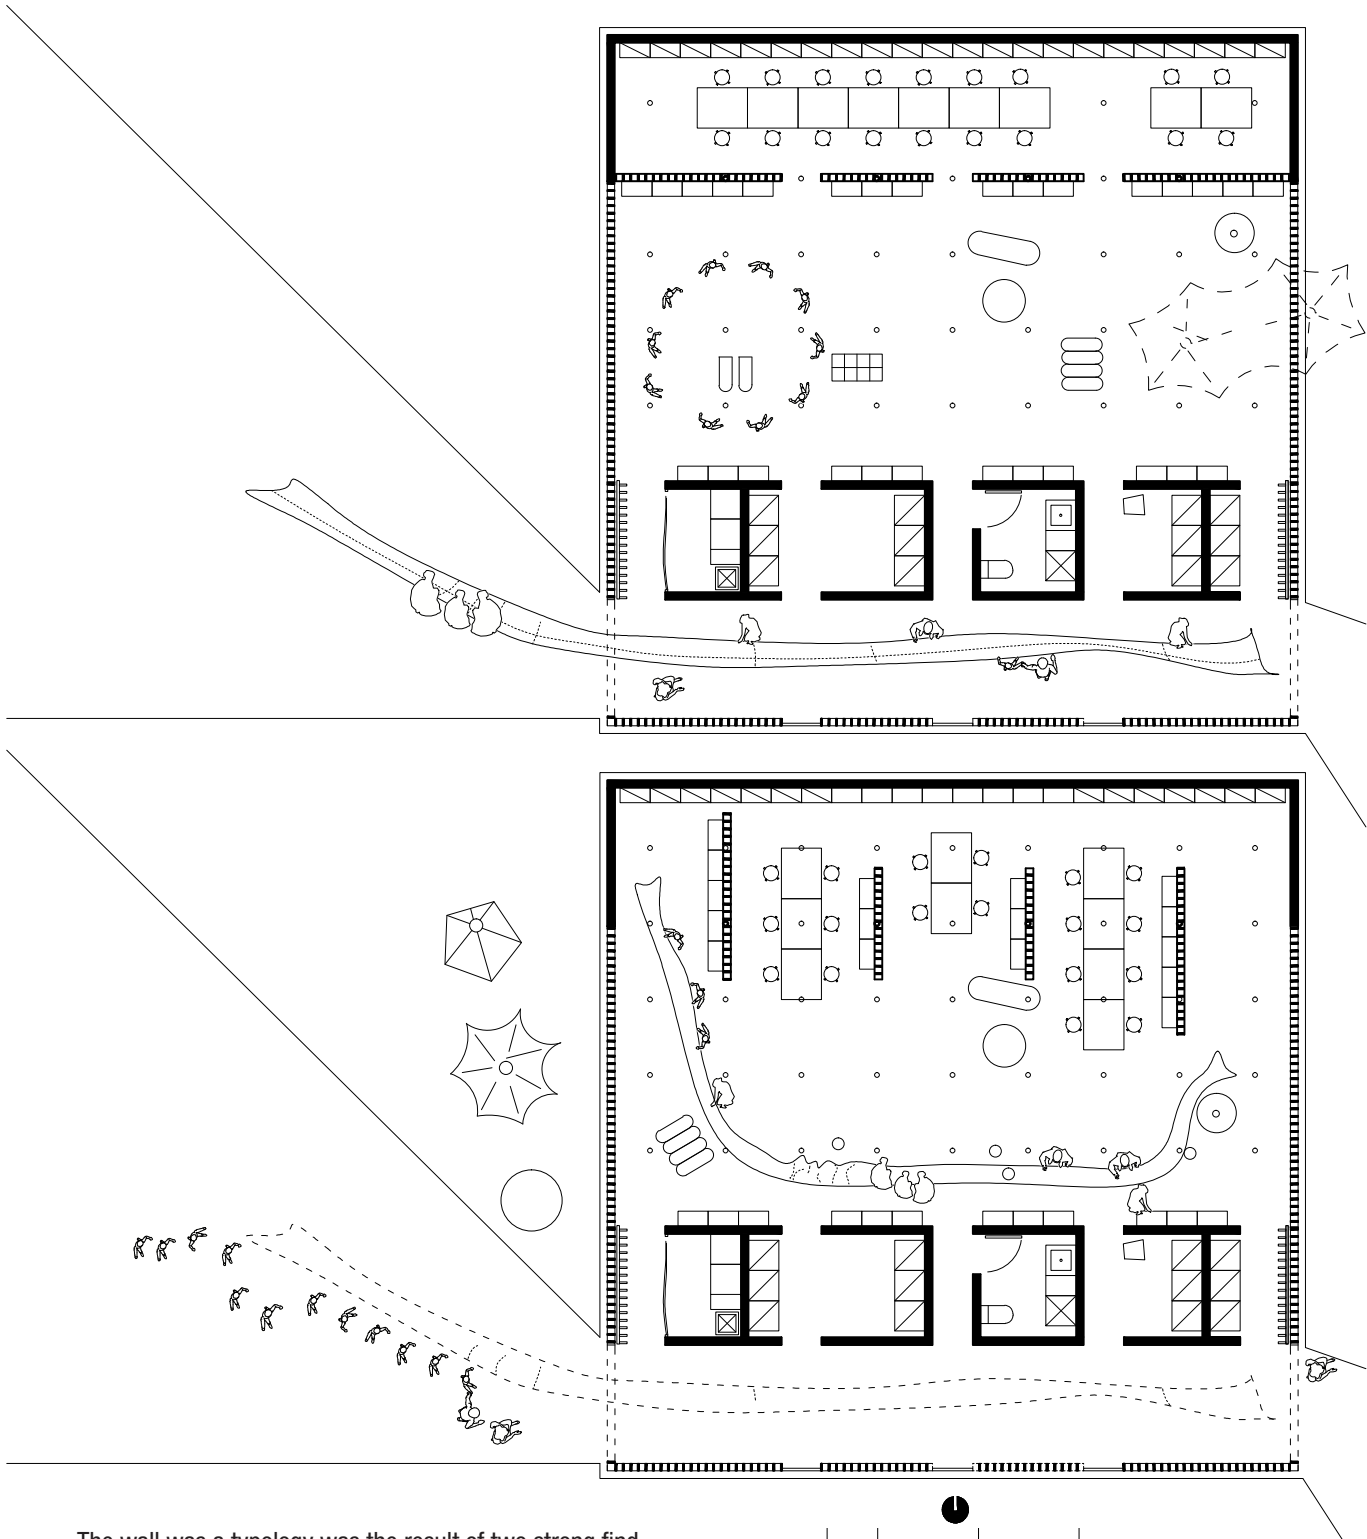 The wall was a typology was the result of two strong find